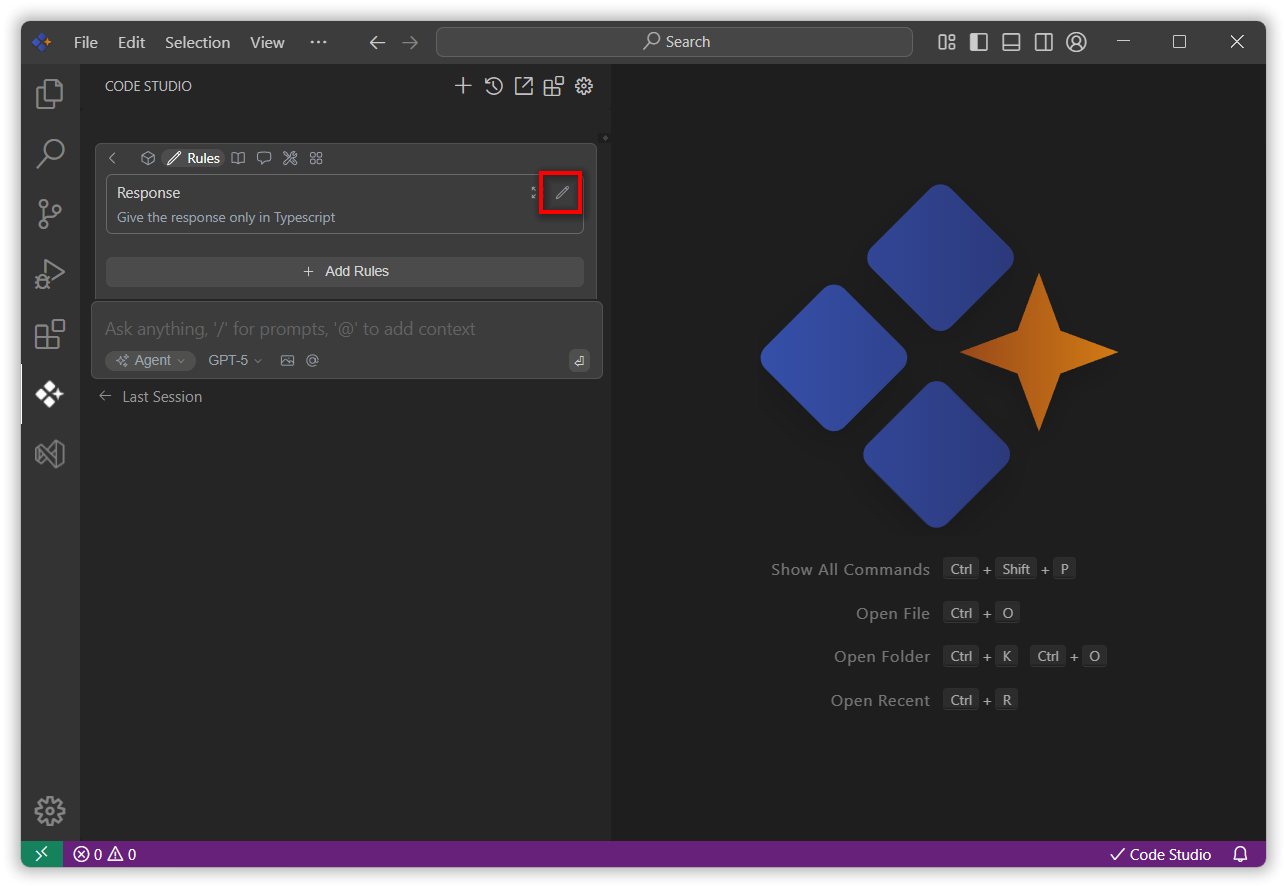 File Edit Selection View ··· Search
CODE STUDIO
Rules
Response
Give the response only in Typescript
+ Add Rules
Ask anything, '/' for prompts, '@' to add context
Agent GPT-5
Last Session
Show All Commands Ctrl + Shift + P
Open File Ctrl + O
Open Folder Ctrl + K Ctrl + O
Open Recent Ctrl + R
0 0 Code Studio